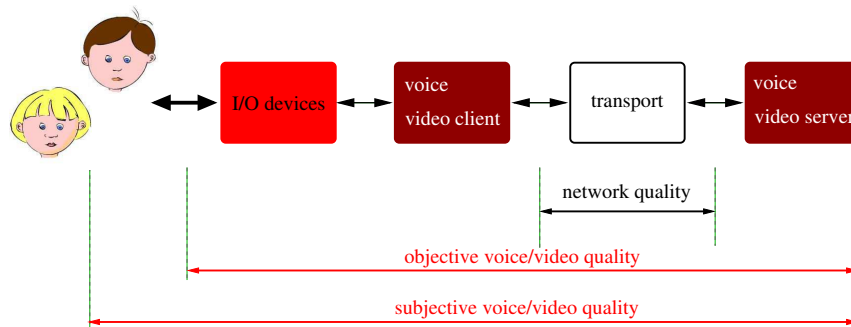 I/O devices
voice
video client
transport
voice
video server
network quality
objective voice/video quality
subjective voice/video quality